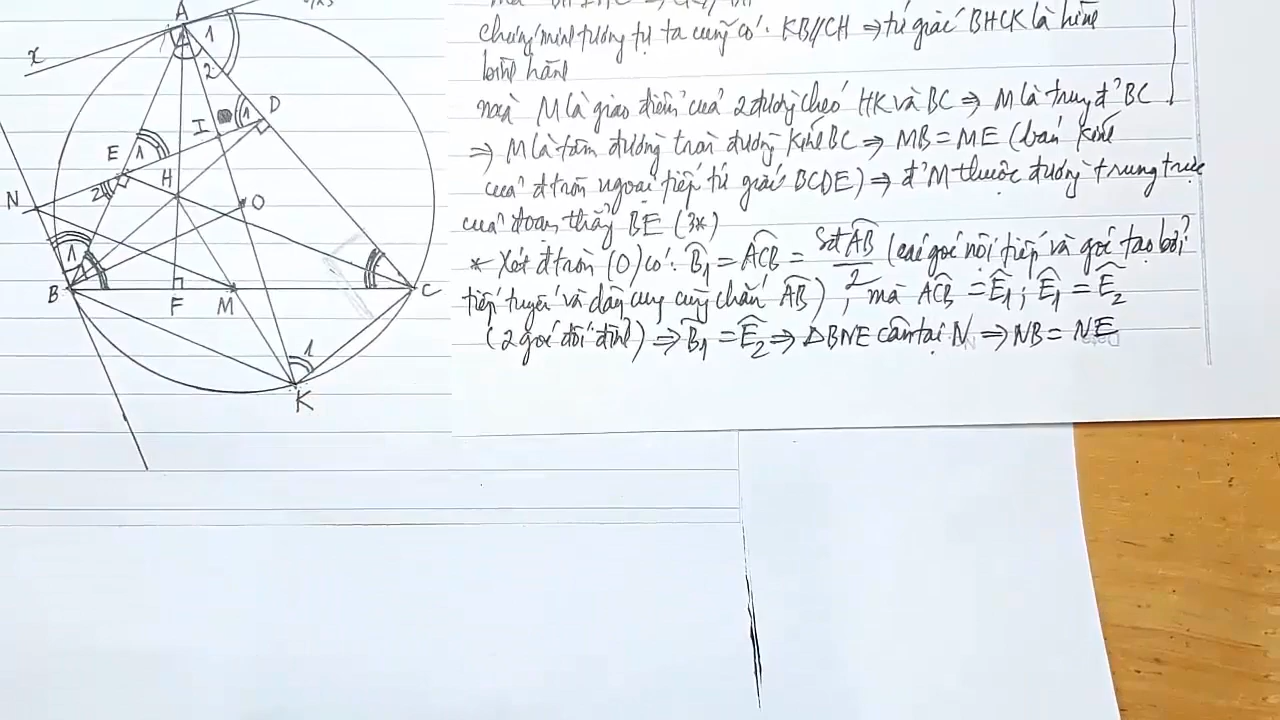 A
x
1
2
D
1
I
E
1
H
N
2
O
1
B
F
M
C
1
K
chứng minh tương tự ta cũng có: KB//CH ⇒ tứ giác BHCK là hình
bình hành
mà M là giao điểm của 2 đường chéo HK và BC ⇒ M là trung đ' BC
⇒ M là tâm đường tròn đường kính BC ⇒ MB = ME (bán kính
của đ tròn ngoại tiếp tứ giác BCDE) ⇒ đ' M thuộc đường trung trực
của đoạn thẳng BE (3*)
* Xét đ tròn (O) có: B̂₁ = AĈB = Sđ AB/2 (các góc nội tiếp và góc tạo bởi
tiếp tuyến và dây cung cùng chắn AB), mà AĈB = Ê₁; Ê₁ = Ê₂
(2 góc đối đỉnh) ⇒ B̂₁ = Ê₂ ⇒ ΔBNE cân tại N ⇒ NB = NE